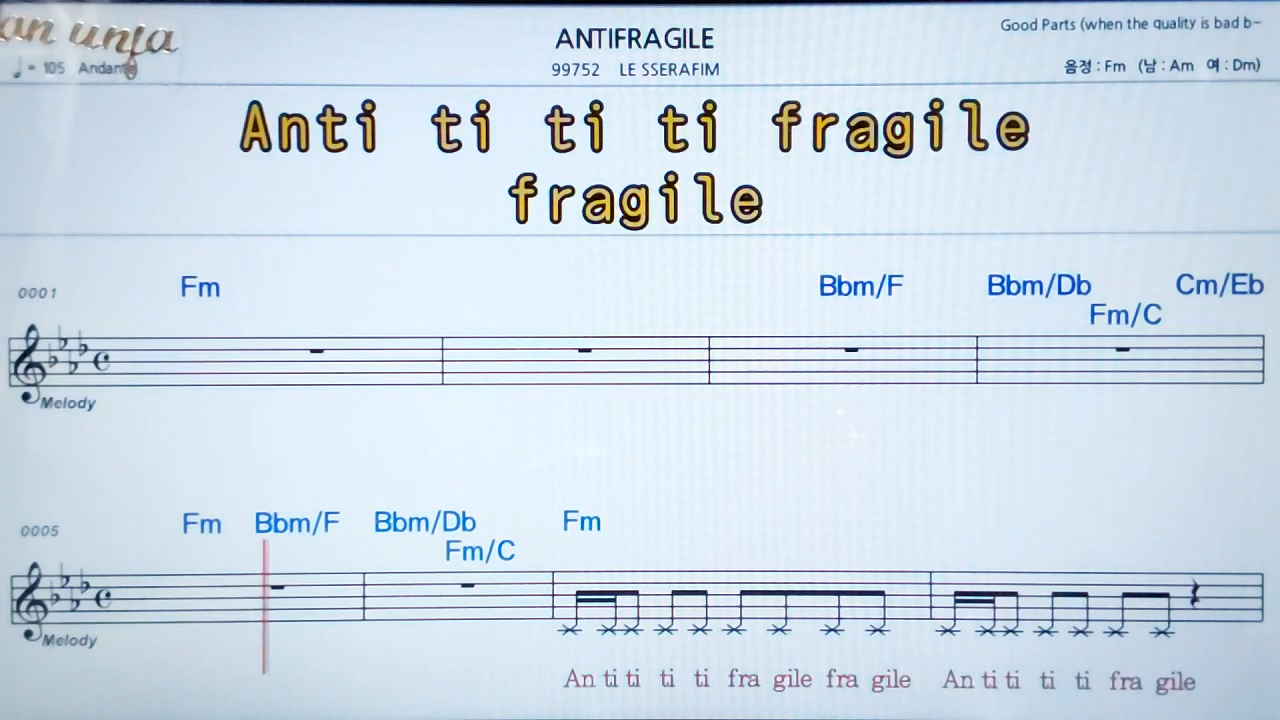 an unja
ANTIFRAGILE
Good Parts (when the quality is bad b~
♩ = 105 Andante
99752 LE SSERAFIM
음정 : Fm (남 : Am 여 : Dm)
Anti ti ti ti fragile
fragile
0001 Fm Bbm/F Bbm/Db Cm/Eb
Fm/C
Melody
0005 Fm Bbm/F Bbm/Db Fm
Fm/C
Melody
An ti ti ti ti fra gile fra gile An ti ti ti ti fra gile